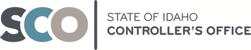 SCO
STATE OF IDAHO
CONTROLLER'S OFFICE